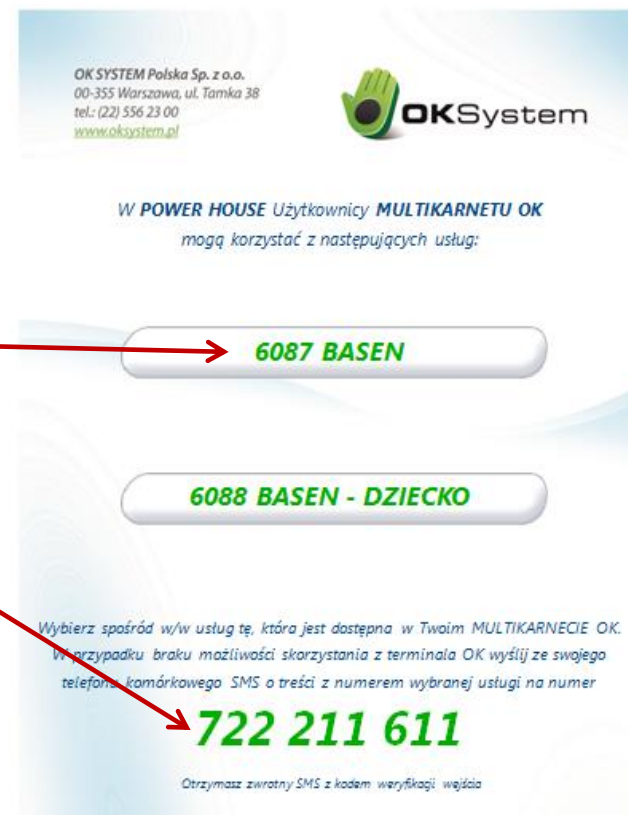 OK SYSTEM Polska Sp. z o.o.
00-355 Warszawa, ul. Tamka 38
tel.: (22) 556 23 00
www.oksystem.pl
OKSystem
W POWER HOUSE Użytkownicy MULTIKARNETU OK
mogą korzystać z następujących usług:
6087 BASEN
6088 BASEN - DZIECKO
Wybierz spośród w/w usług tę, która jest dostępna w Twoim MULTIKARNECIE OK.
W przypadku braku możliwości skorzystania z terminala OK wyślij ze swojego
telefonu komórkowego SMS o treści z numerem wybranej usługi na numer
722 211 611
Otrzymasz zwrotny SMS z kodem weryfikacji wejścia